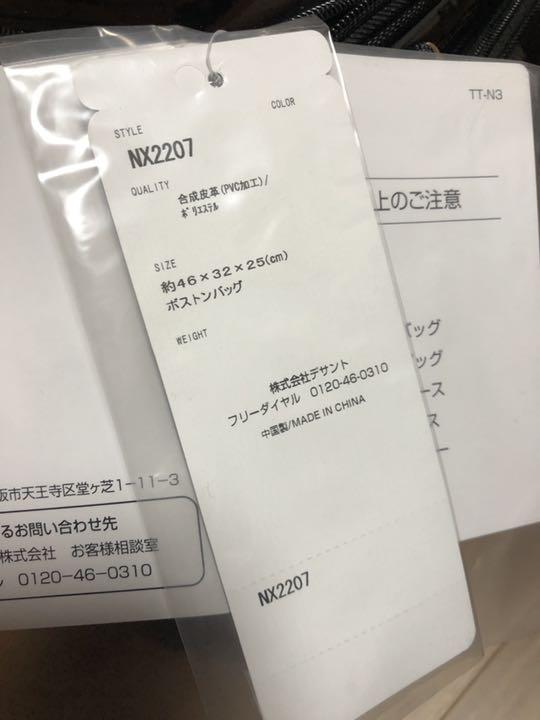 STYLE
COLOR
NX2207
QUALITY
合成皮革(PVC加工)/
ﾎﾟﾘｴｽﾃﾙ
SIZE
約46×32×25(cm)
ボストンバッグ
WEIGHT
株式会社デサント
フリーダイヤル 0120-46-0310
中国製/MADE IN CHINA
NX2207
TT-N3
上のご注意
バッグ
ッグ
ース
ス
ー
阪市天王寺区堂ヶ芝1-11-3
るお問い合わせ先
株式会社 お客様相談室
ル 0120-46-0310